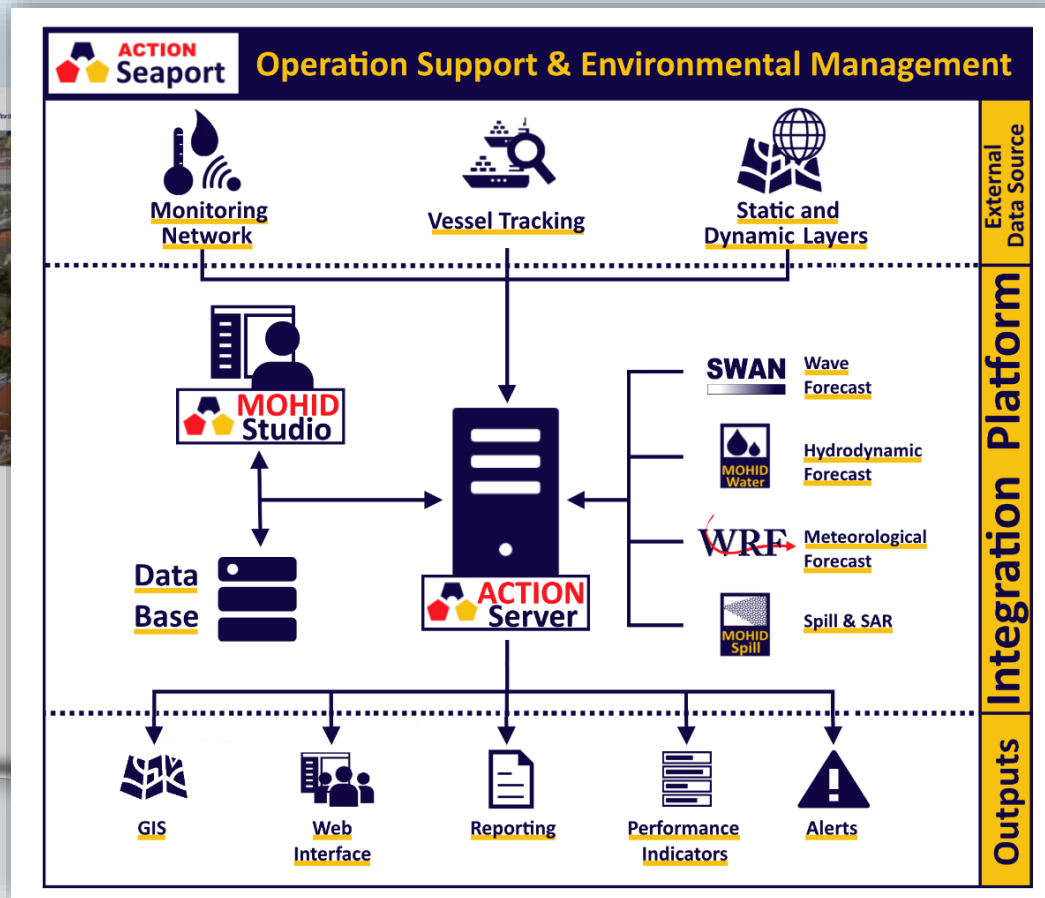 ACTION
Seaport
Operation Support & Environmental Management
Monitoring
Network
Vessel Tracking
Static and
Dynamic Layers
External
Data Source
MOHID
Studio
Data
Base
ACTION
Server
SWAN
Wave
Forecast
MOHID
Water
Hydrodynamic
Forecast
WRF
Meteorological
Forecast
MOHID
Spill
Spill & SAR
Integration Platform
GIS
Web
Interface
Reporting
Performance
Indicators
Alerts
Outputs